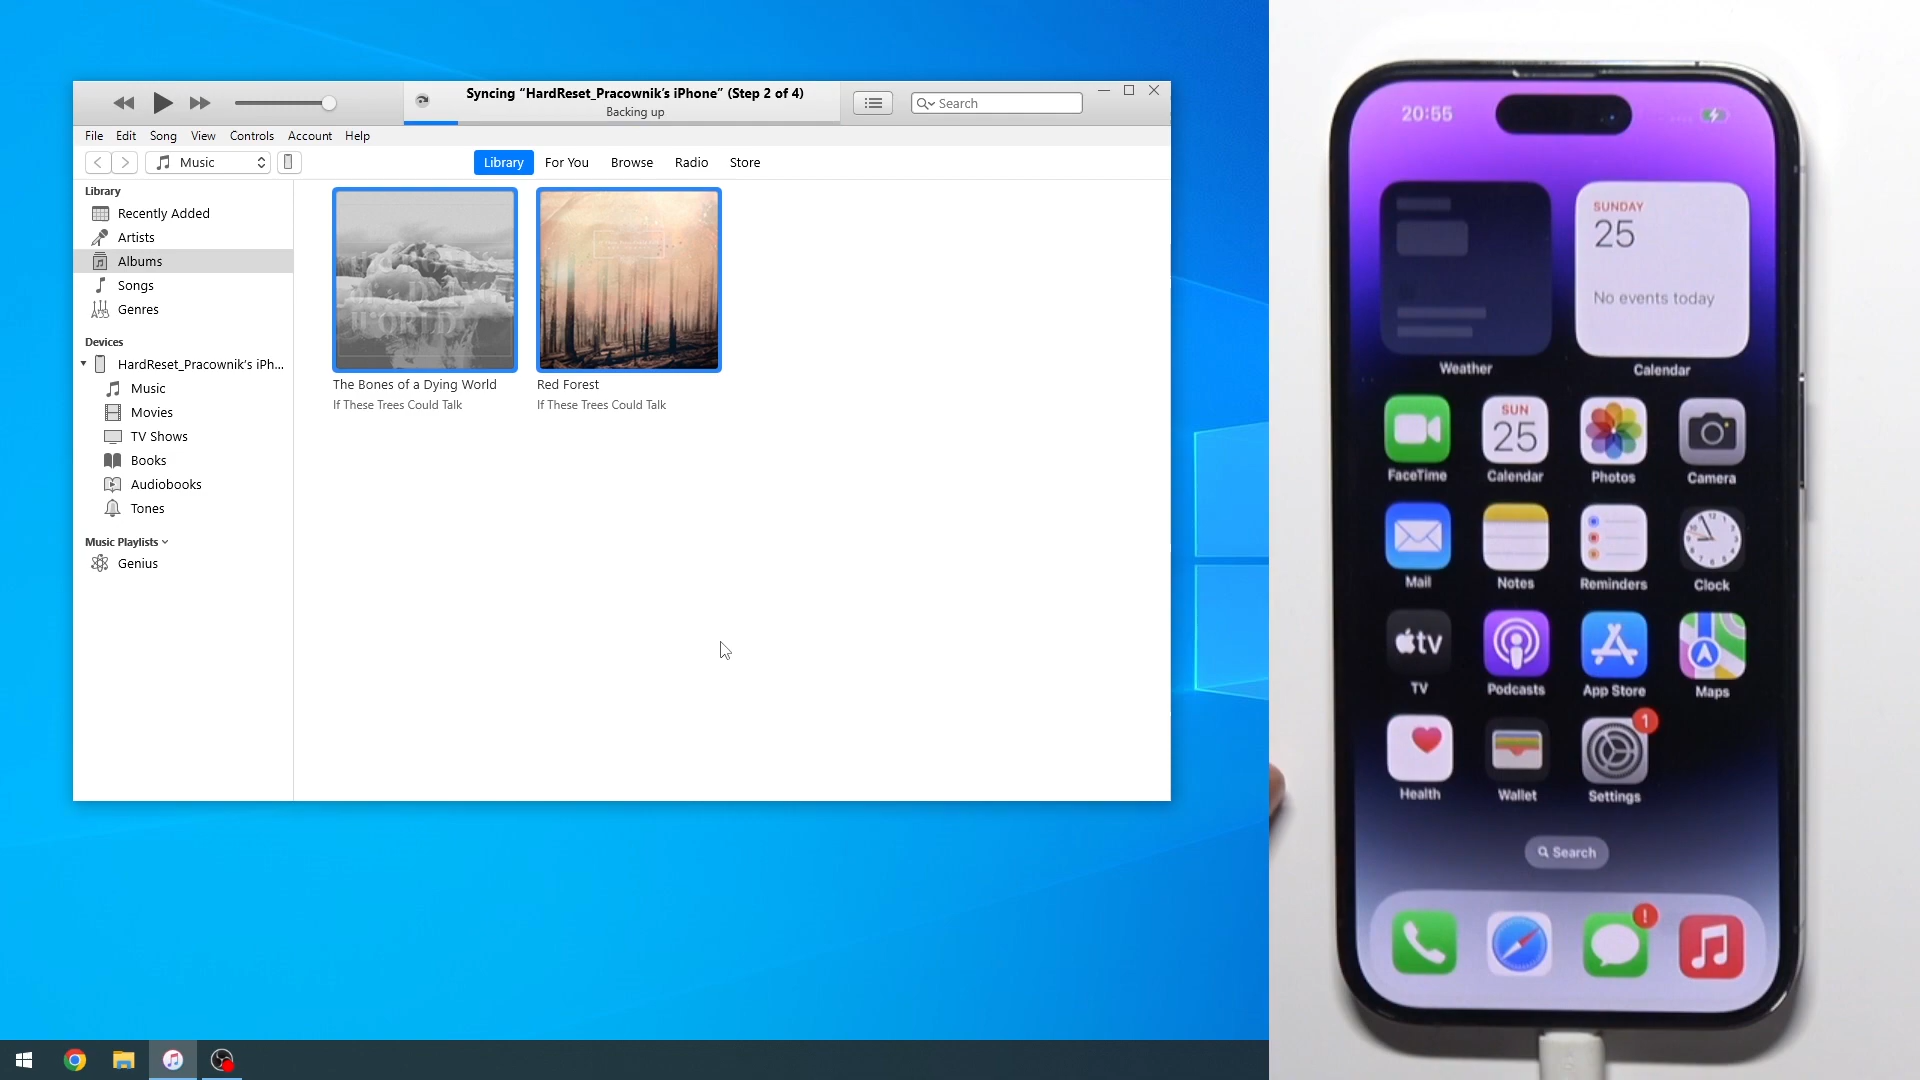 Syncing “HardReset_Pracownik’s iPhone” (Step 2 of 4)
Backing up
Search
File Edit Song View Controls Account Help
Music
Library For You Browse Radio Store
Library
Recently Added
Artists
Albums
Songs
Genres
Devices
HardReset_Pracownik’s iPh...
Music
Movies
TV Shows
Books
Audiobooks
Tones
Music Playlists
Genius
The Bones of a Dying World
If These Trees Could Talk
Red Forest
If These Trees Could Talk
20:55
SUNDAY
25
No events today
Weather Calendar
SUN
25
FaceTime Calendar Photos Camera
12
Mail Notes Reminders Clock
tv
TV Podcasts App Store Maps
1
Health Wallet Settings
Search
!